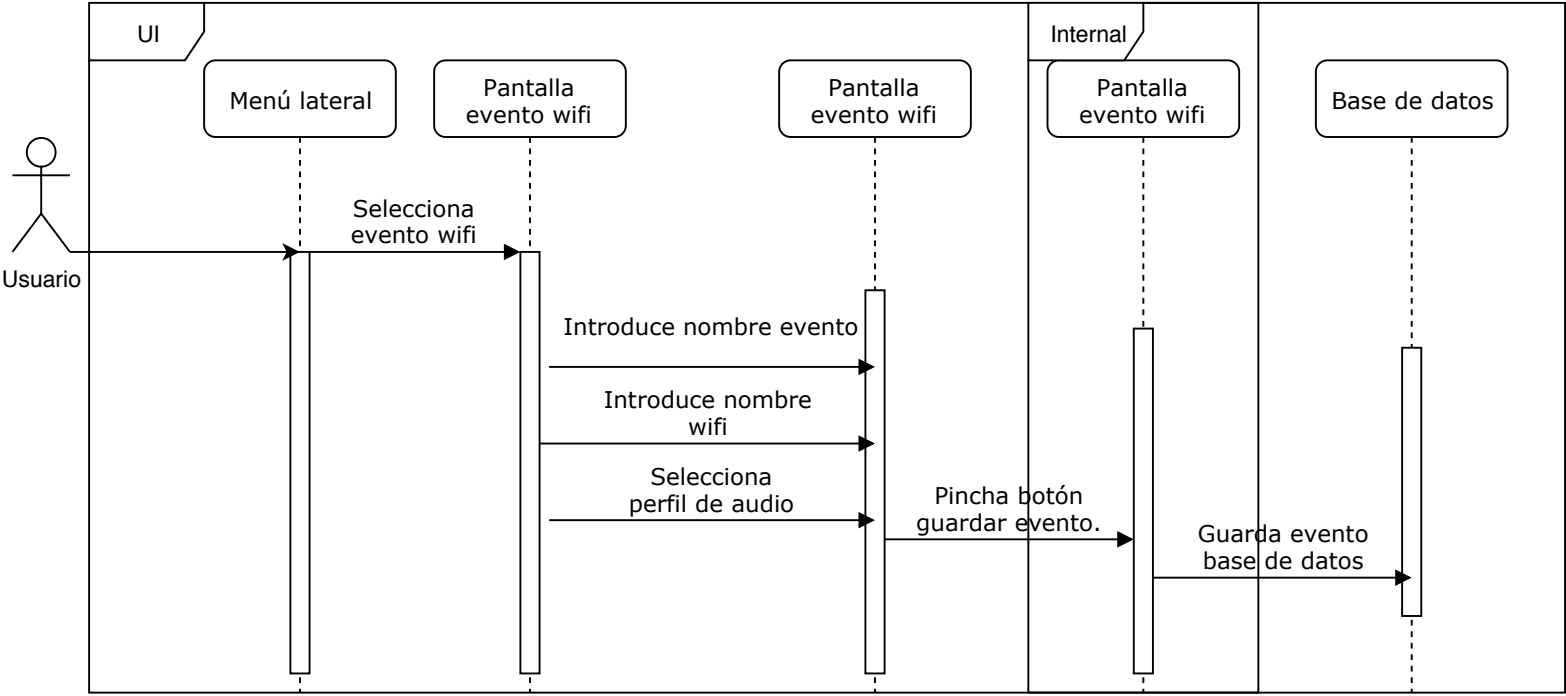 UI
Internal
Menú lateral
Pantalla
evento wifi
Pantalla
evento wifi
Pantalla
evento wifi
Base de datos
Usuario
Selecciona
evento wifi
Introduce nombre evento
Introduce nombre
wifi
Selecciona
perfil de audio
Pincha botón
guardar evento.
Guarda evento
base de datos